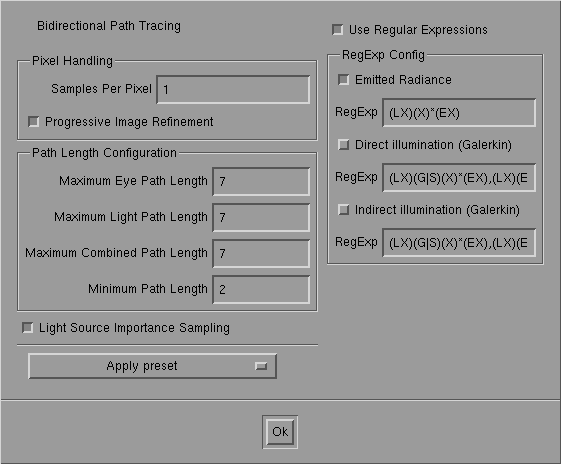 Bidirectional Path Tracing
Pixel Handling
Samples Per Pixel 1
Progressive Image Refinement
Path Length Configuration
Maximum Eye Path Length 7
Maximum Light Path Length 7
Maximum Combined Path Length 7
Minimum Path Length 2
Light Source Importance Sampling
Apply preset
Use Regular Expressions
RegExp Config
Emitted Radiance
RegExp (LX)(X)*(EX)
Direct illumination (Galerkin)
RegExp (LX)(G|S)(X)*(EX),(LX)(E
Indirect illumination (Galerkin)
RegExp (LX)(G|S)(X)*(EX),(LX)(E
Ok